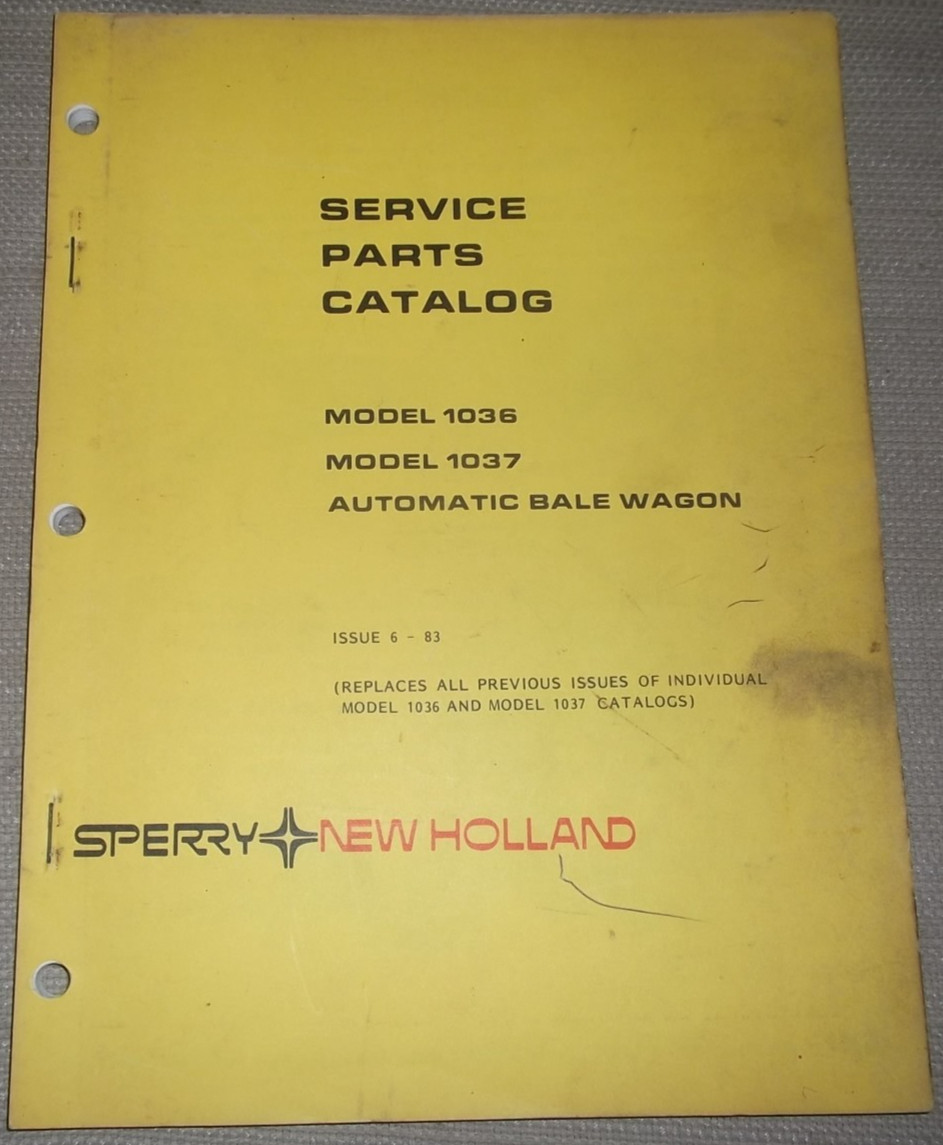 SERVICE
PARTS
CATALOG
MODEL 1036
MODEL 1037
AUTOMATIC BALE WAGON
ISSUE 6 - 83
(REPLACES ALL PREVIOUS ISSUES OF INDIVIDUAL
MODEL 1036 AND MODEL 1037 CATALOGS)
SPERRY NEW HOLLAND